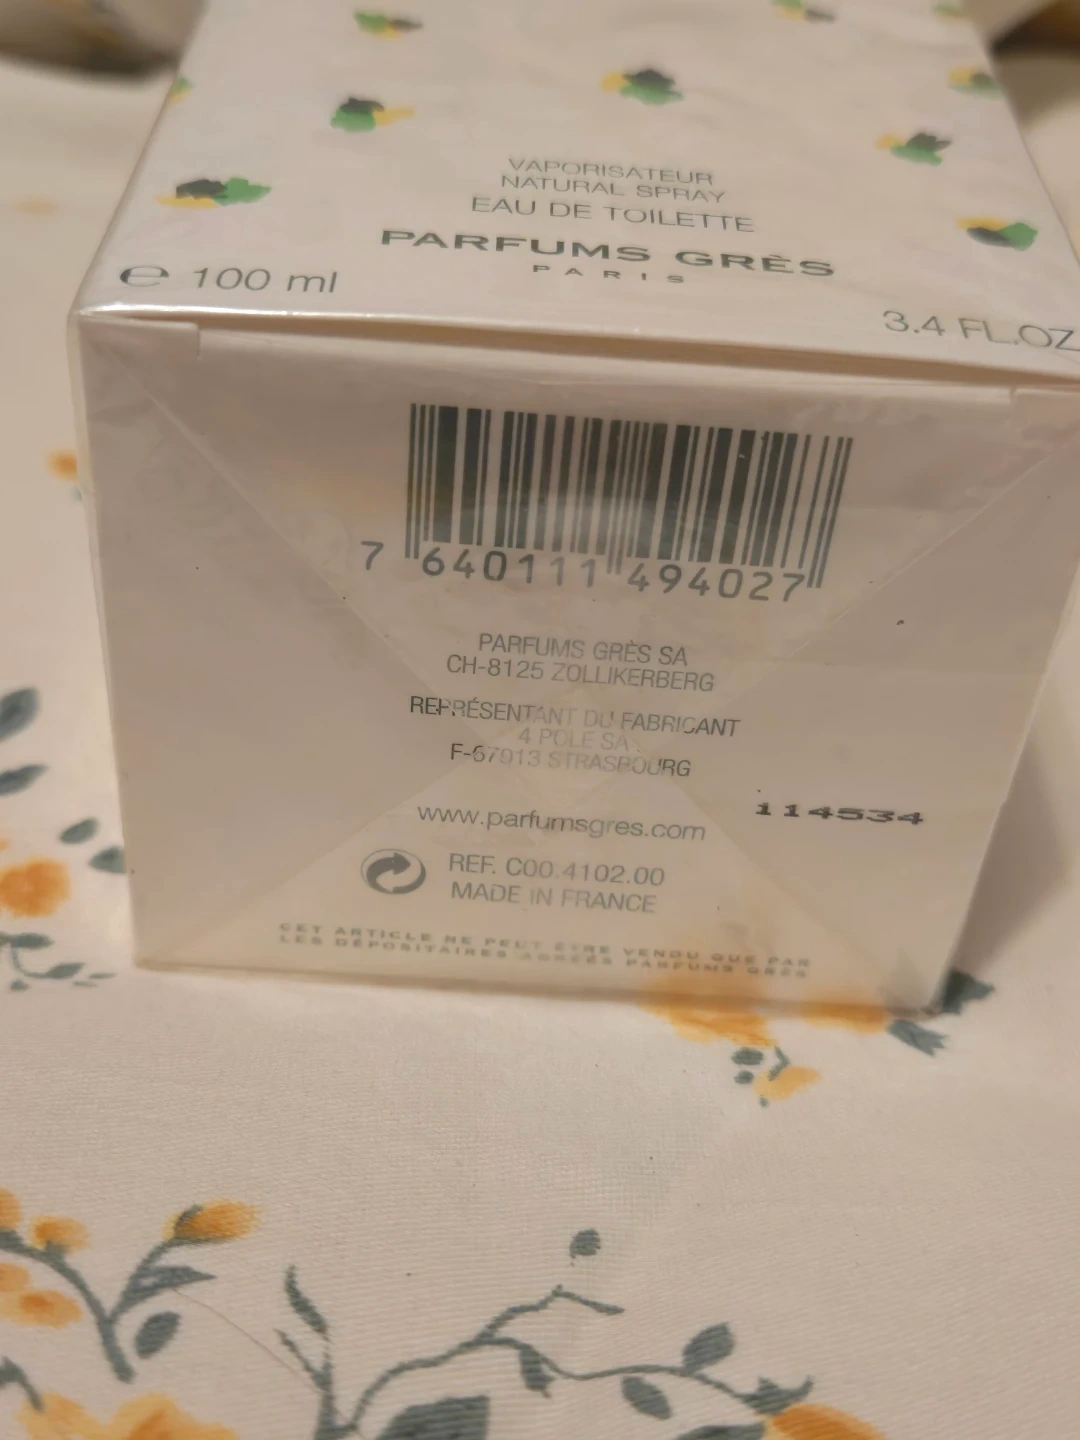 VAPORISATEUR
NATURAL SPRAY
EAU DE TOILETTE
PARFUMS GRÈS
PARIS
e 100 ml
3.4 FL.OZ
7 640111 494027
PARFUMS GRÈS SA
CH-8125 ZOLLIKERBERG
REPRÉSENTANT DU FABRICANT
4 POLE SA
F-67013 STRASBOURG
www.parfumsgres.com
114534
REF. C00.4102.00
MADE IN FRANCE
CET ARTICLE NE PEUT ÊTRE VENDU QUE PAR
LES DÉPOSITAIRES AGRÉÉS PARFUMS GRÈS